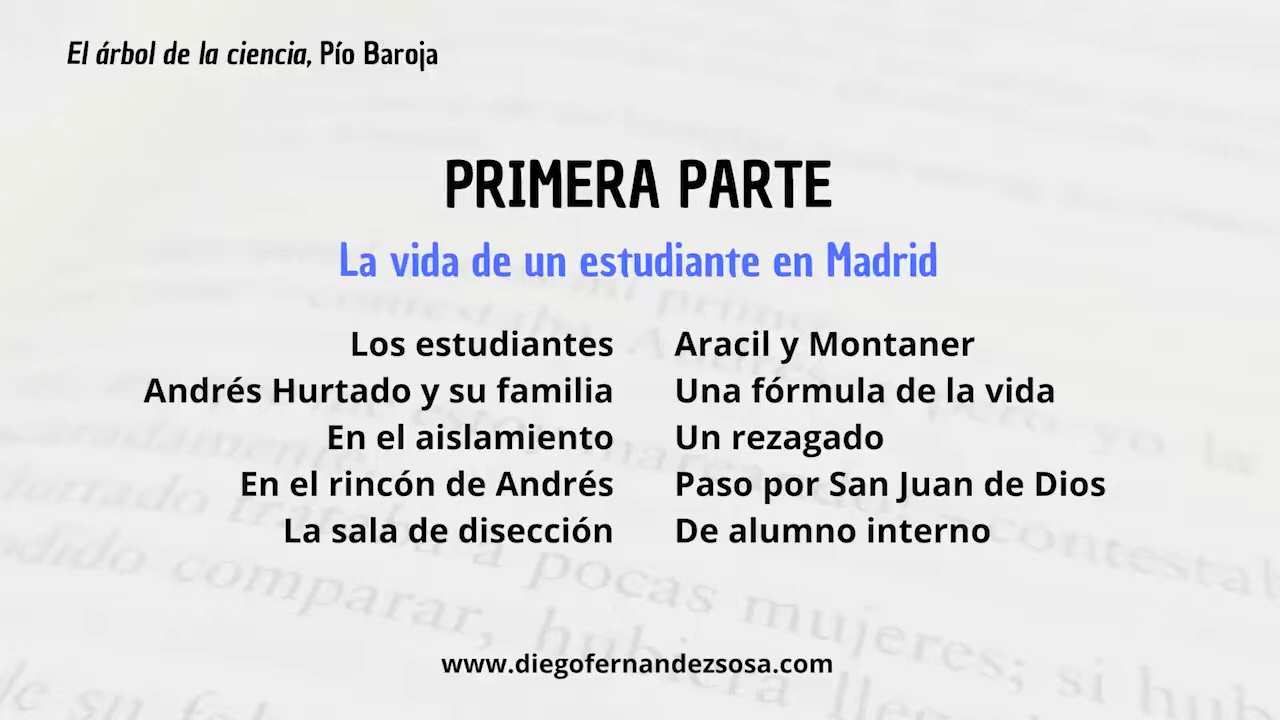 El árbol de la ciencia, Pío Baroja
PRIMERA PARTE
La vida de un estudiante en Madrid
Los estudiantes
Andrés Hurtado y su familia
En el aislamiento
En el rincón de Andrés
La sala de disección
Aracil y Montaner
Una fórmula de la vida
Un rezagado
Paso por San Juan de Dios
De alumno interno
www.diegofernandezsosa.com